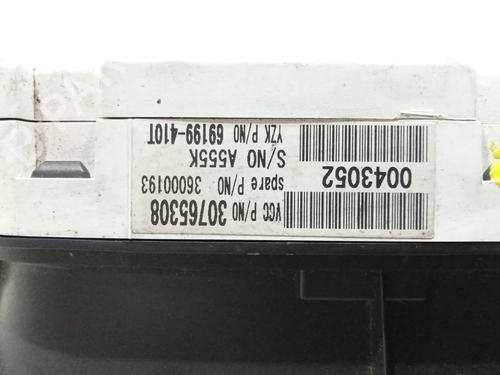 VCC P/NO 30765308
spare P/NO 36000193
S/NO A555K
YZK P/NO 69199-410T
0043052